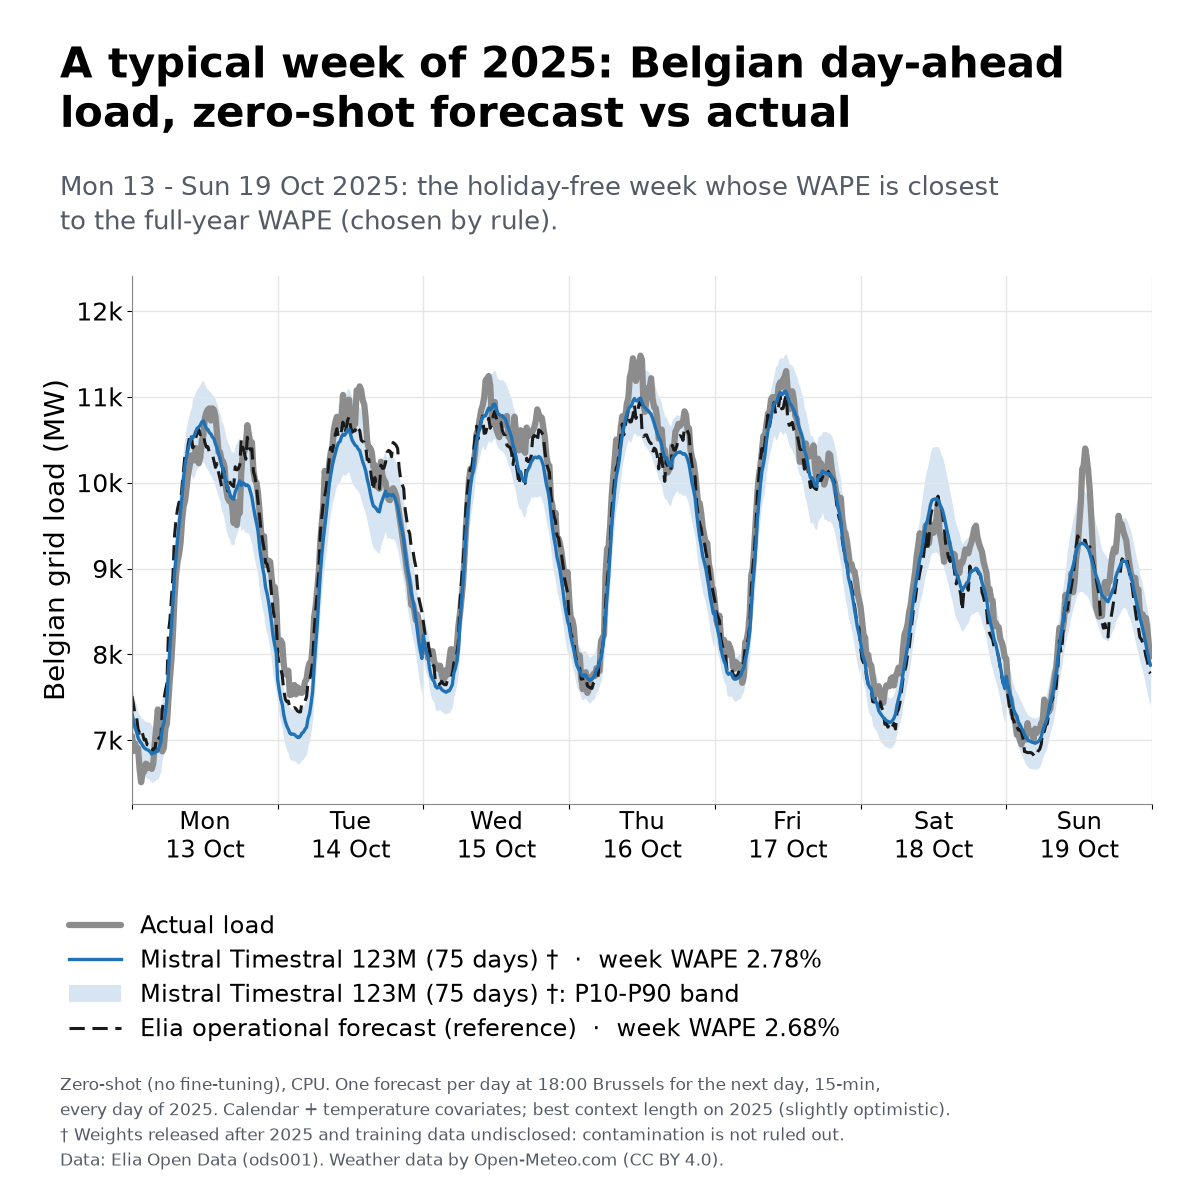 A typical week of 2025: Belgian day-ahead
load, zero-shot forecast vs actual
Mon 13 - Sun 19 Oct 2025: the holiday-free week whose WAPE is closest
to the full-year WAPE (chosen by rule).
Belgian grid load (MW)
12k
11k
10k
9k
8k
7k
Mon
13 Oct
Tue
14 Oct
Wed
15 Oct
Thu
16 Oct
Fri
17 Oct
Sat
18 Oct
Sun
19 Oct
Actual load
Mistral Timestral 123M (75 days) † · week WAPE 2.78%
Mistral Timestral 123M (75 days) †: P10-P90 band
Elia operational forecast (reference) · week WAPE 2.68%
Zero-shot (no fine-tuning), CPU. One forecast per day at 18:00 Brussels for the next day, 15-min,
every day of 2025. Calendar + temperature covariates; best context length on 2025 (slightly optimistic).
† Weights released after 2025 and training data undisclosed: contamination is not ruled out.
Data: Elia Open Data (ods001). Weather data by Open-Meteo.com (CC BY 4.0).